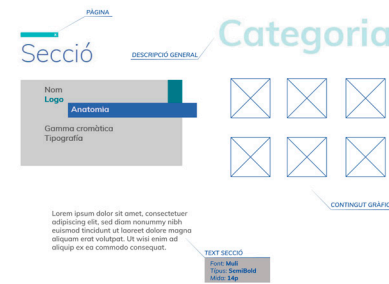 PÀGINA
Secció
DESCRIPCIÓ GENERAL
Categoria
Nom
Logo
Anatomia
Gamma cromàtica
Tipografía
CONTINGUT GRÀFIC
Lorem ipsum dolor sit amet, consectetuer
adipiscing elit, sed diam nonummy nibh
euismod tincidunt ut laoreet dolore magna
aliquam erat volutpat. Ut wisi enim ad
aliquip ex ea commodo consequat.
TEXT SECCIÓ
Font: Muli
Tipus: SemiBold
Mida: 14p